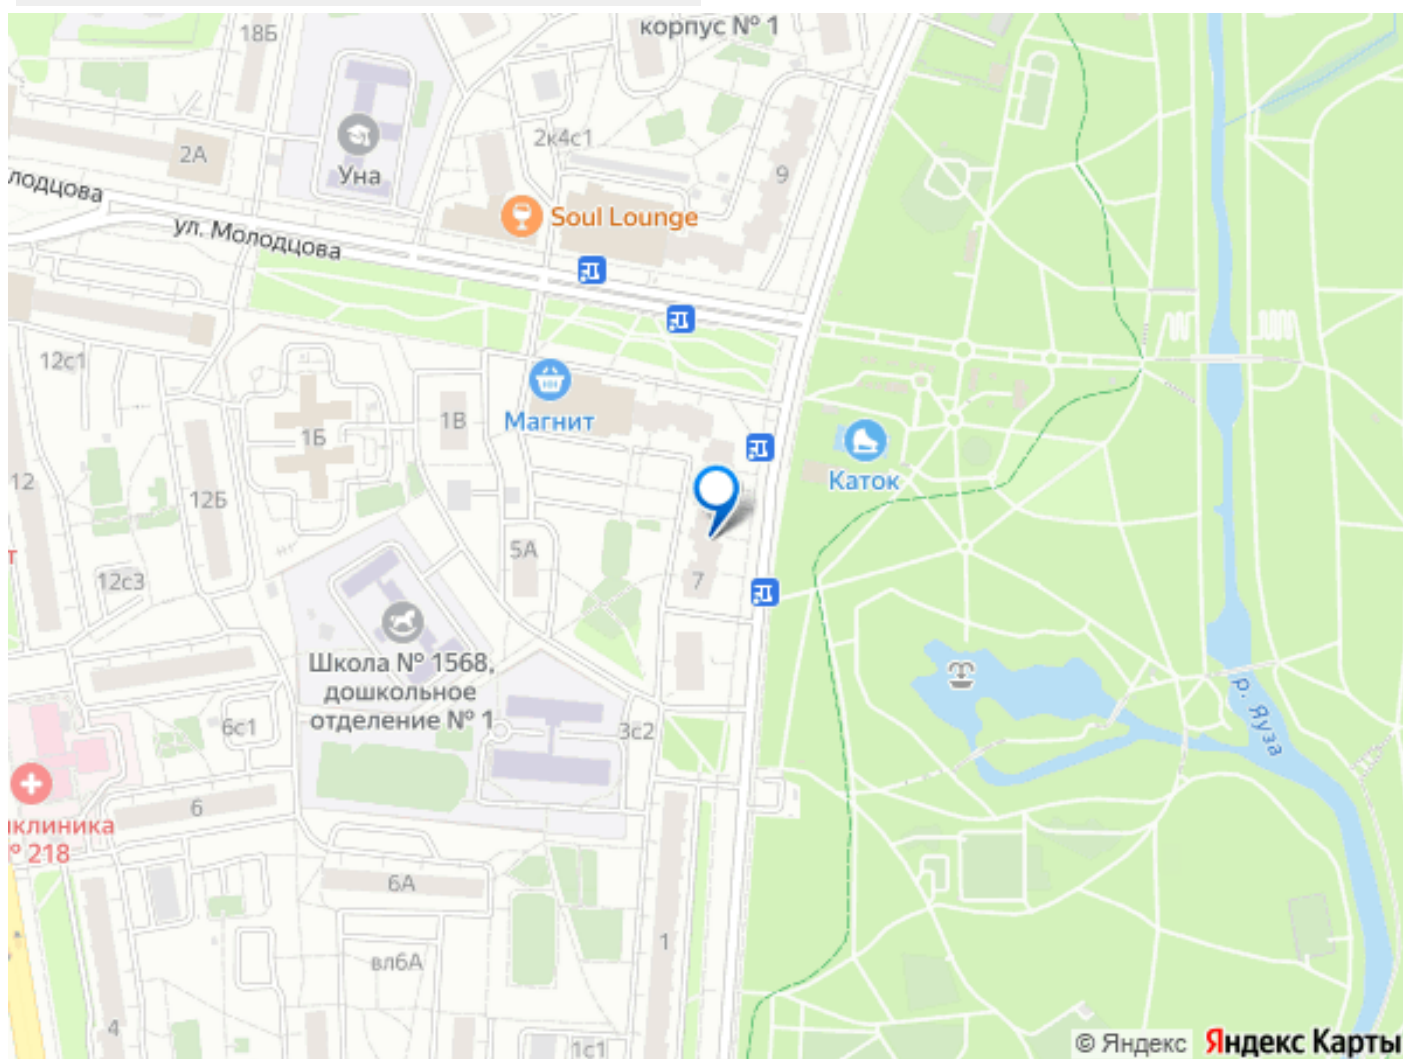 корпус № 1
18Б
2к4с1
2А
9
Уна
лодцова
Soul Lounge
ул. Молодцова
12с1
1В
Магнит
1Б
Каток
12
12Б
5А
т
12с3
7
Школа № 1568,
дошкольное
отделение № 1
6с1
3с2
р. Яуза
6
иклиника
º 218
6А
1
вл6А
4
1с1
© Яндекс Яндекс Карты